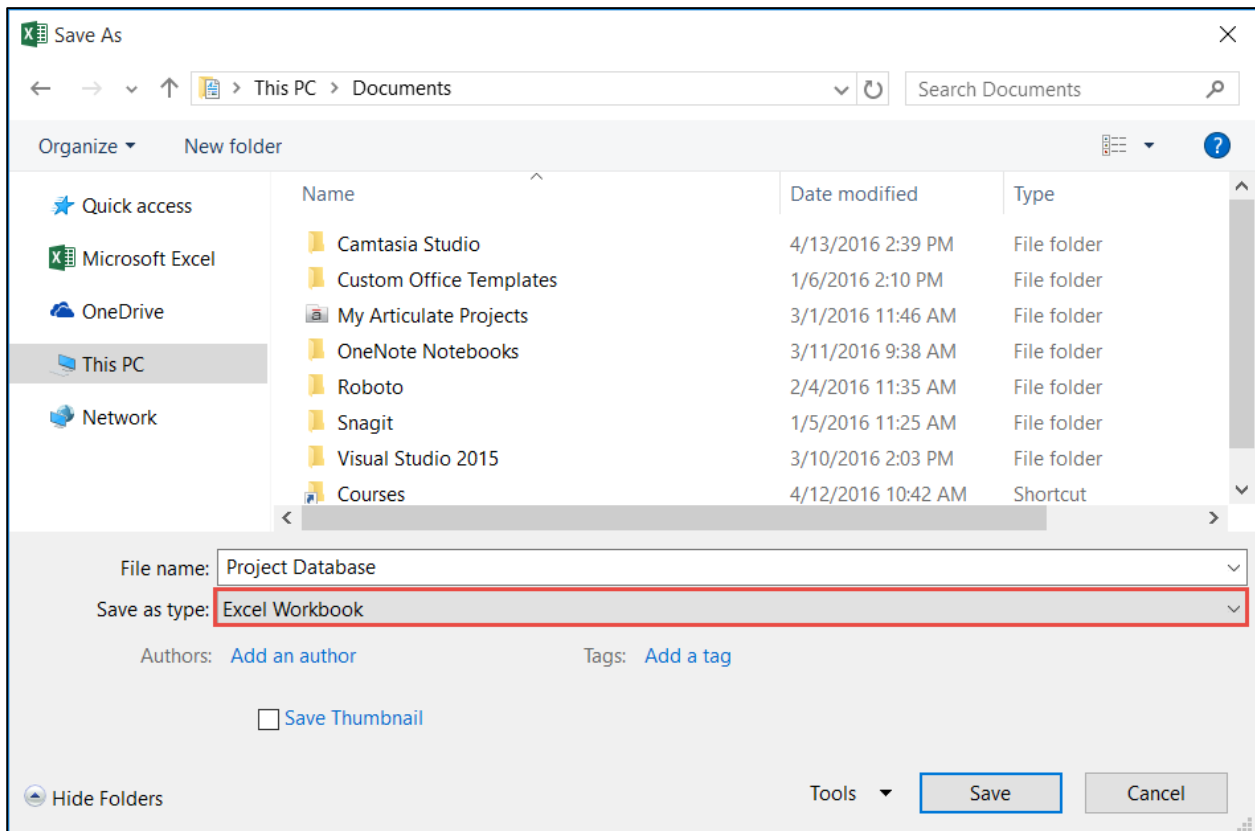 Save As
This PC > Documents
Search Documents
Organize
New folder
?
Quick access
Microsoft Excel
OneDrive
This PC
Network
Name Date modified Type
Camtasia Studio 4/13/2016 2:39 PM File folder
Custom Office Templates 1/6/2016 2:10 PM File folder
My Articulate Projects 3/1/2016 11:46 AM File folder
OneNote Notebooks 3/11/2016 9:38 AM File folder
Roboto 2/4/2016 11:35 AM File folder
Snagit 1/5/2016 11:25 AM File folder
Visual Studio 2015 3/10/2016 2:03 PM File folder
Courses 4/12/2016 10:42 AM Shortcut
File name: Project Database
Save as type: Excel Workbook
Authors: Add an author Tags: Add a tag
Save Thumbnail
Hide Folders Tools Save Cancel